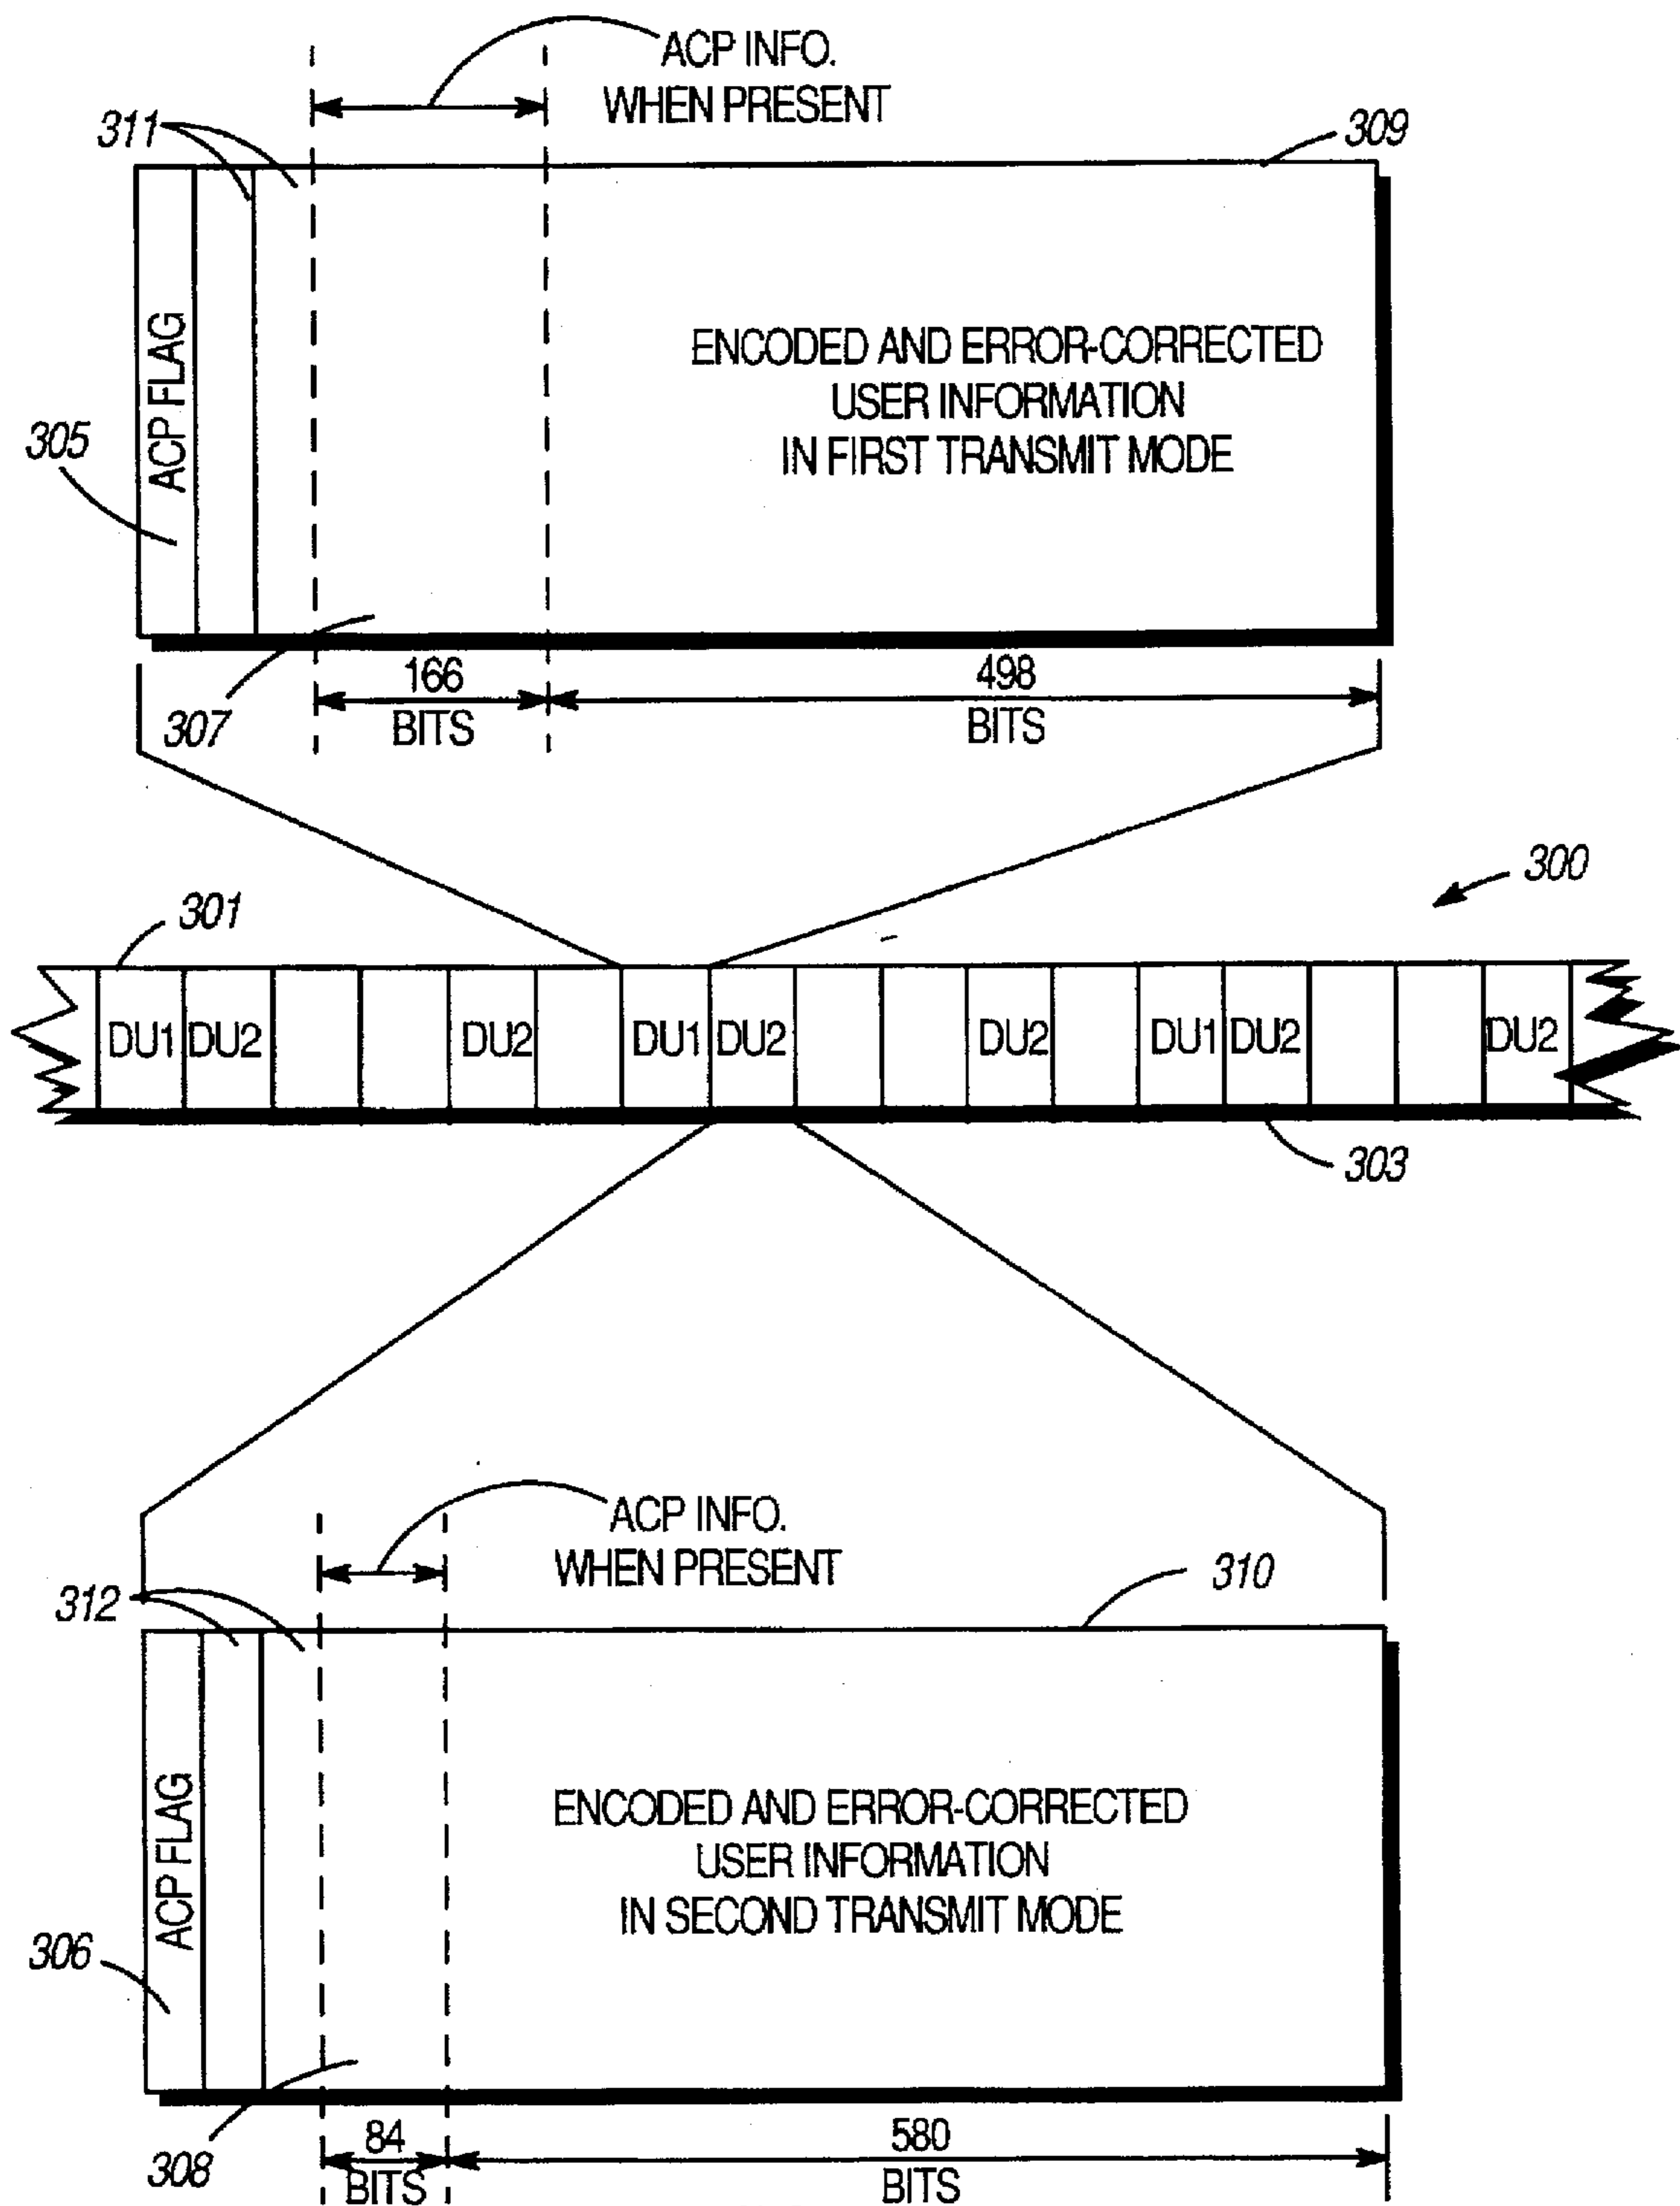 ACP INFO.
WHEN PRESENT
311
309
ACP FLAG
ENCODED AND ERROR-CORRECTED
USER INFORMATION
IN FIRST TRANSMIT MODE
305
307
166
BITS
498
BITS
300
301
DU1 DU2 DU2 DU1 DU2 DU2 DU1 DU2 DU2
303
ACP INFO.
WHEN PRESENT
310
312
ACP FLAG
ENCODED AND ERROR-CORRECTED
USER INFORMATION
IN SECOND TRANSMIT MODE
306
308
84
BITS
580
BITS